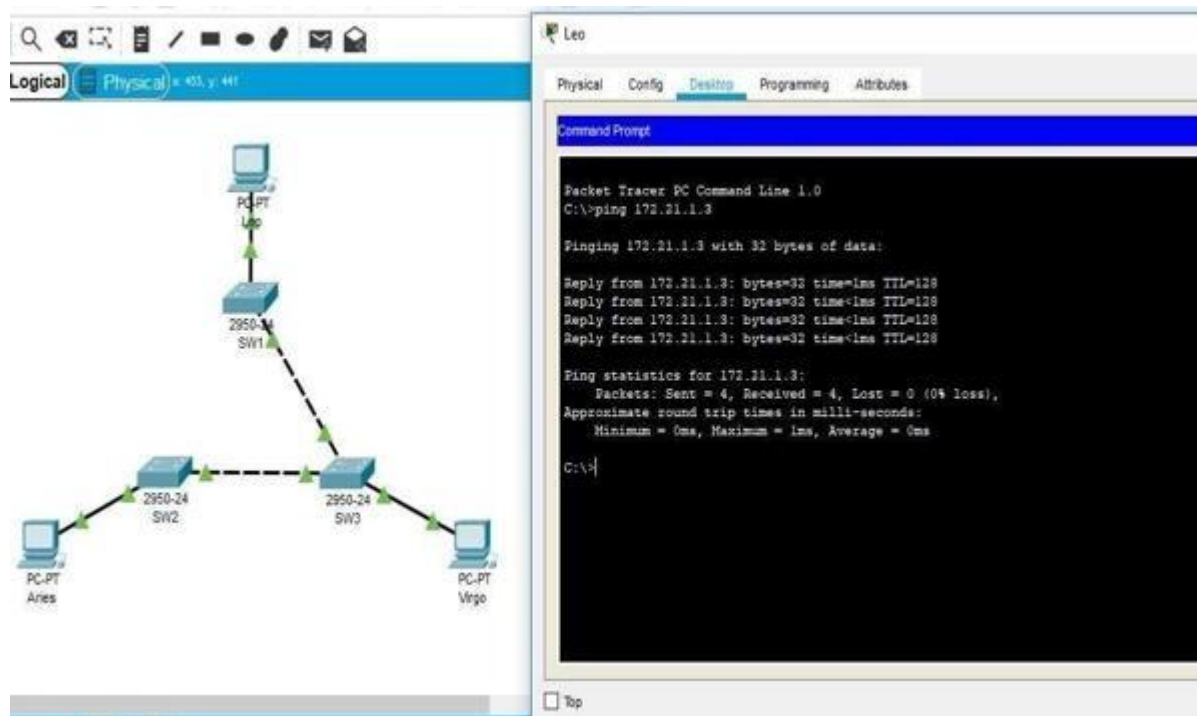 Leo
Logical
Physical
x: 453, y: 441
Physical Config Desktop Programming Attributes
Command Prompt
Packet Tracer PC Command Line 1.0
C:\>ping 172.21.1.3
Pinging 172.21.1.3 with 32 bytes of data:
Reply from 172.21.1.3: bytes=32 time=1ms TTL=128
Reply from 172.21.1.3: bytes=32 time<1ms TTL=128
Reply from 172.21.1.3: bytes=32 time<1ms TTL=128
Reply from 172.21.1.3: bytes=32 time<1ms TTL=128
Ping statistics for 172.21.1.3:
Packets: Sent = 4, Received = 4, Lost = 0 (0% loss),
Approximate round trip times in milli-seconds:
Minimum = 0ms, Maximum = 1ms, Average = 0ms
C:\>
Top
PC-PT
Leo
2950-24
SW1
2950-24
SW2
2950-24
SW3
PC-PT
Aries
PC-PT
Virgo